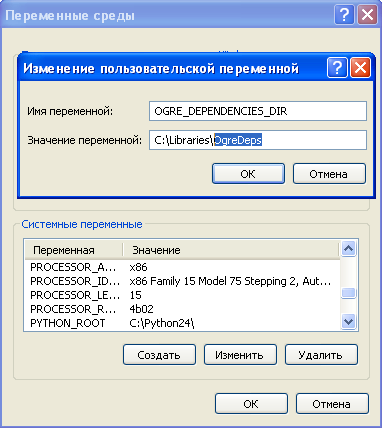 Переменные среды
Изменение пользовательской переменной
Имя переменной: OGRE_DEPENDENCIES_DIR
Значение переменной: C:\Libraries\OgreDeps
ОК Отмена
Системные переменные
Переменная Значение
PROCESSOR_A... x86
PROCESSOR_ID... x86 Family 15 Model 75 Stepping 2, Aut...
PROCESSOR_LE... 15
PROCESSOR_R... 4b02
PYTHON_ROOT C:\Python24\
Создать Изменить Удалить
ОК Отмена